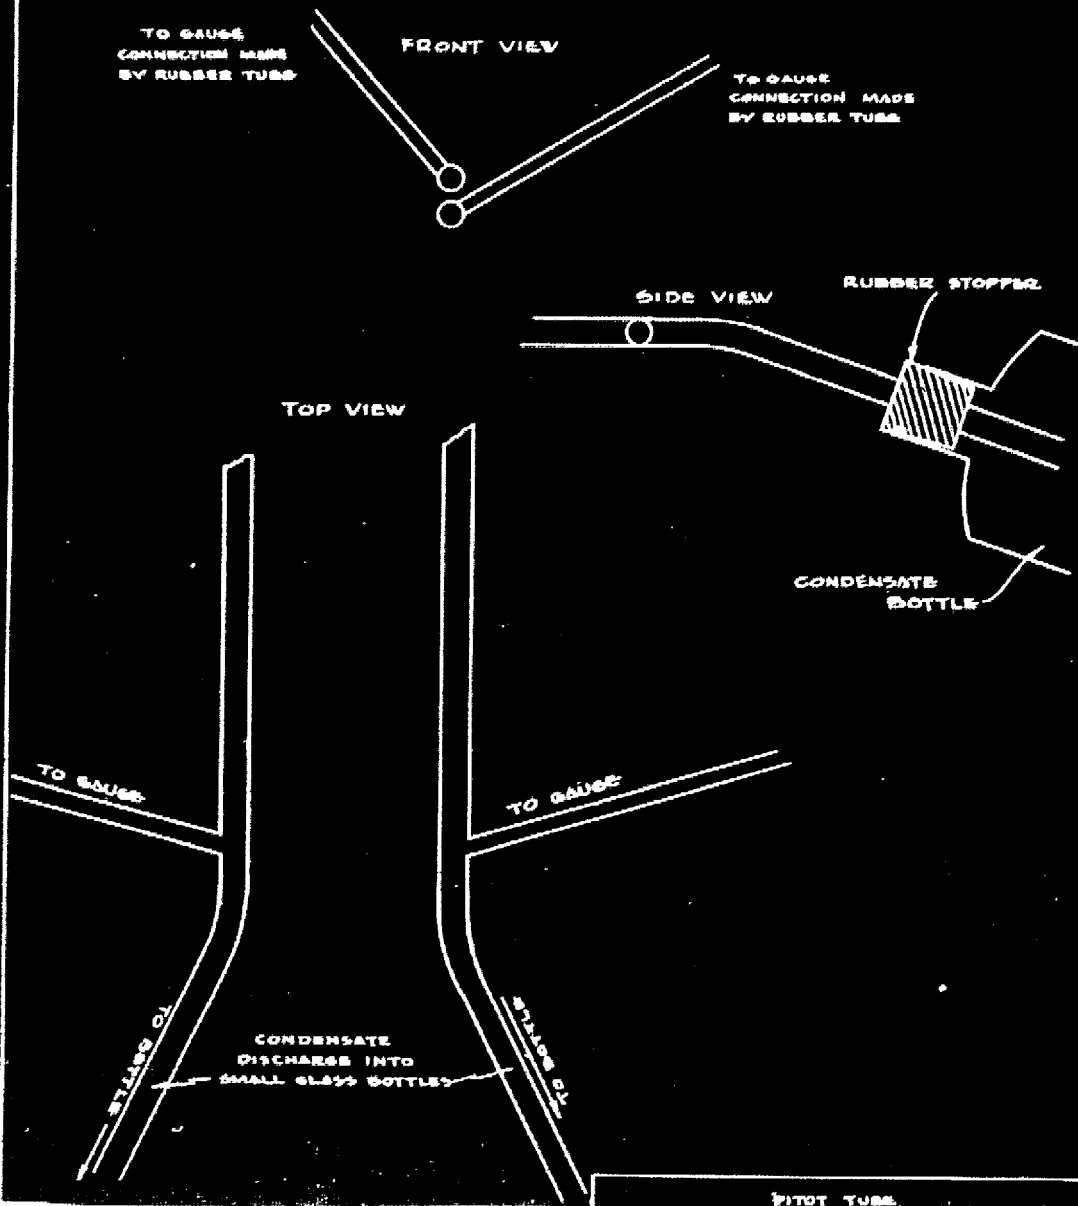 TO GAUGE
CONNECTION MADE
BY RUBBER TUBE
FRONT VIEW
TO GAUGE
CONNECTION MADE
BY RUBBER TUBE
SIDE VIEW
RUBBER STOPPER
TOP VIEW
CONDENSATE
BOTTLE
TO GAUGE
TO GAUGE
TO BOTTLE
CONDENSATE
DISCHARGE INTO
SMALL GLASS BOTTLES
TO BOTTLE
PITOT TUBE